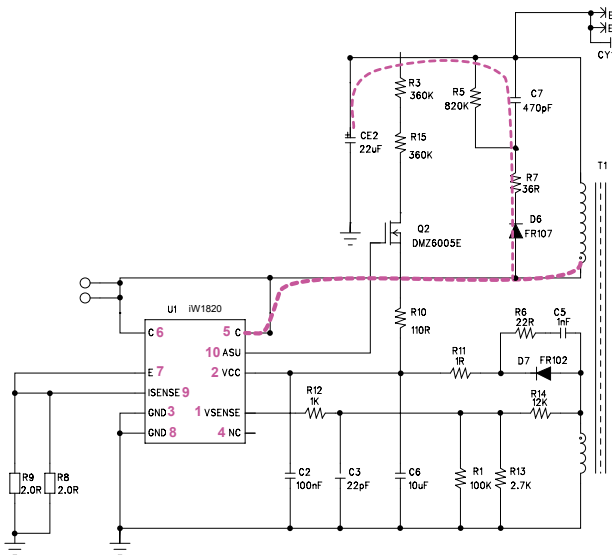 E
E
CY
R3
360K
R5
820K
C7
470pF
CE2
22uF
R15
360K
R7
36R
T1
Q2
DMZ6005E
D6
FR107
U1 iW1820
C 6
5 C
10 ASU
E 7
2 VCC
ISENSE 9
GND 3
1 VSENSE
GND 8
4 NC
R10
110R
R6
22R
C5
1nF
R11
1R
D7 FR102
R12
1K
R14
12K
R9
2.0R
R8
2.0R
C2
100nF
C3
22pF
C6
10uF
R1
100K
R13
2.7K